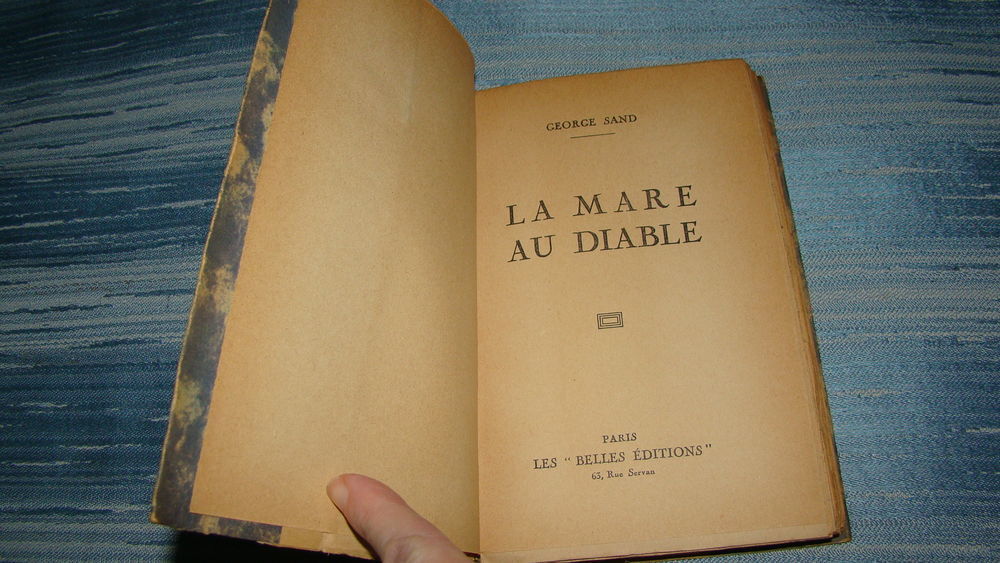 GEORGE SAND
LA MARE
AU DIABLE
PARIS
LES “ BELLES ÉDITIONS ”
63, Rue Servan